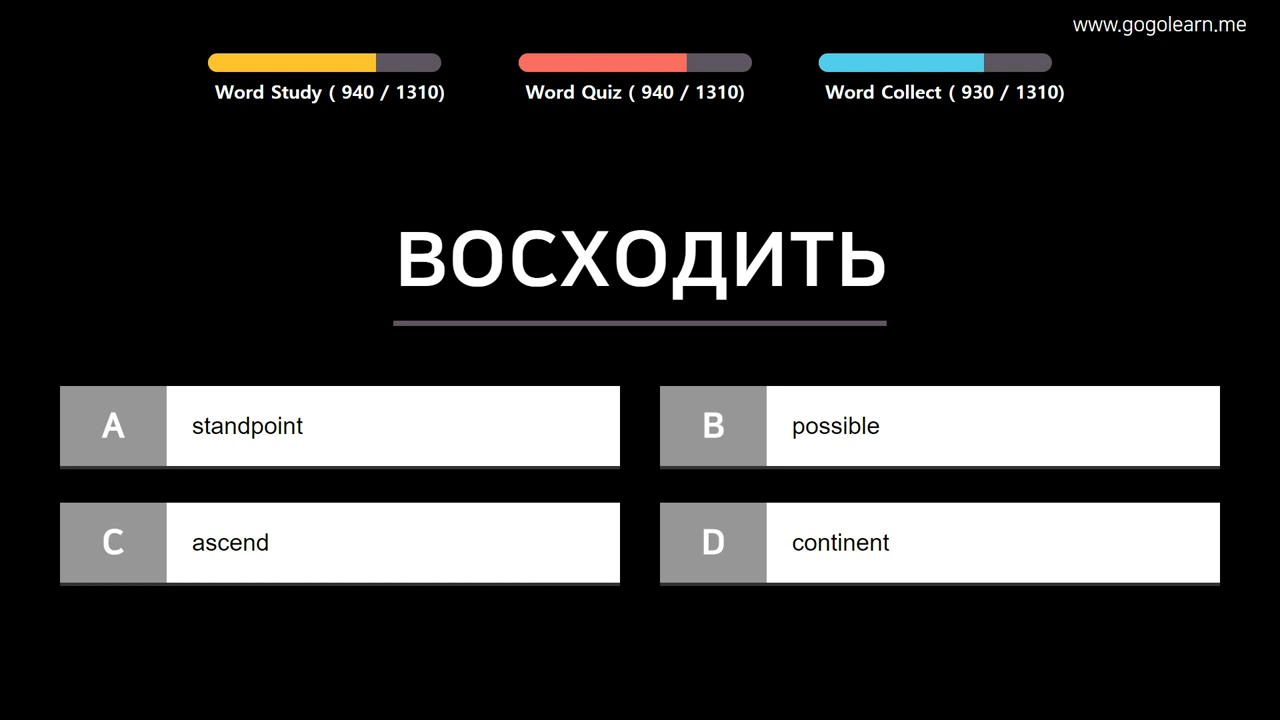 www.gogolearn.me
Word Study ( 940 / 1310)
Word Quiz ( 940 / 1310)
Word Collect ( 930 / 1310)
восходить
A standpoint
B possible
C ascend
D continent